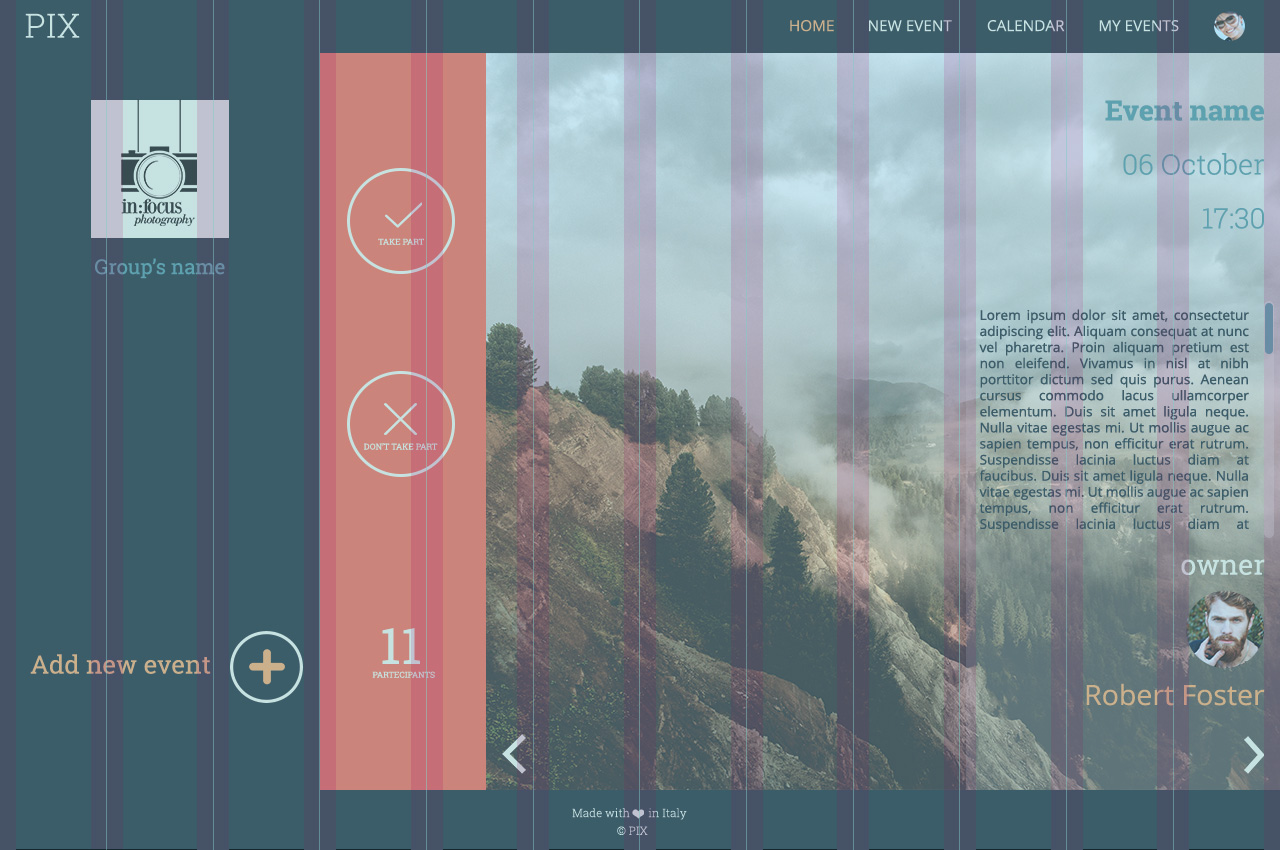 PIX
HOME
NEW EVENT
CALENDAR
MY EVENTS
in:focus
photography
Group's name
Add new event
TAKE PART
DON'T TAKE PART
11
PARTECIPANTS
Event name
06 October
17:30
Lorem ipsum dolor sit amet, consectetur
adipiscing elit. Aliquam consequat at nunc
vel pharetra. Proin aliquam pretium est
non eleifend. Vivamus in nisl at nibh
porttitor dictum sed quis purus. Aenean
cursus commodo lacus ullamcorper
elementum. Duis sit amet ligula neque.
Nulla vitae egestas mi. Ut mollis augue ac
sapien tempus, non efficitur erat rutrum.
Suspendisse lacinia luctus diam at
faucibus. Duis sit amet ligula neque. Nulla
vitae egestas mi. Ut mollis augue ac sapien
tempus, non efficitur erat rutrum.
Suspendisse lacinia luctus diam at
owner
Robert Foster
Made with ❤ in Italy
© PIX